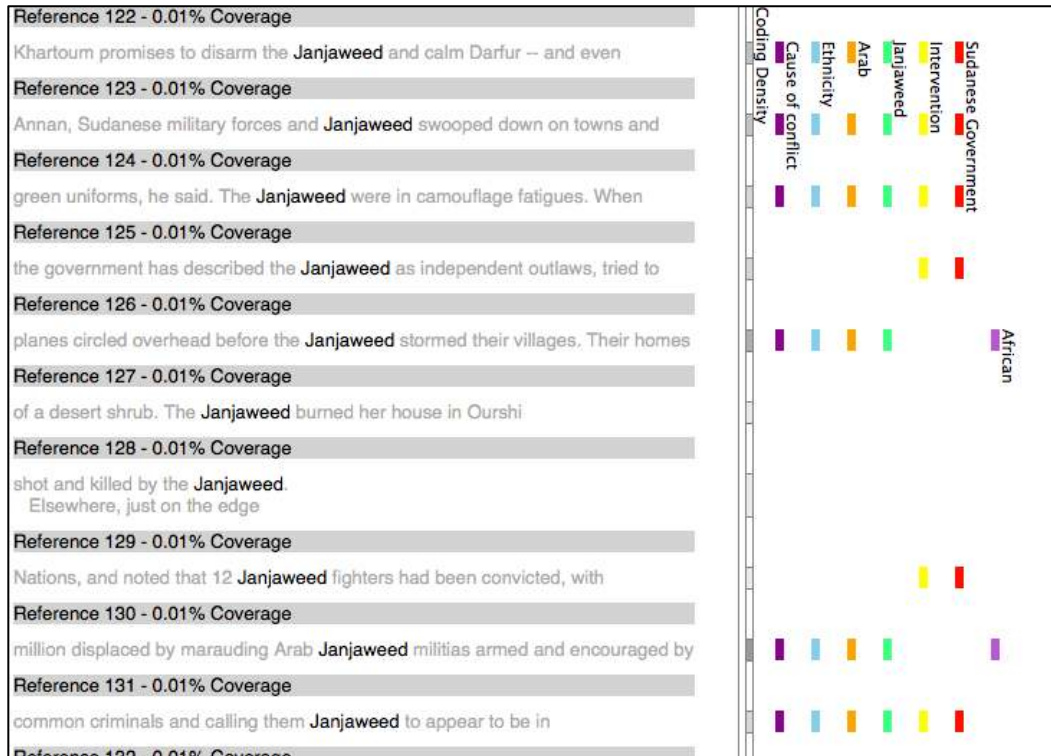 Reference 122 - 0.01% Coverage
Khartoum promises to disarm the Janjaweed and calm Darfur -- and even
Reference 123 - 0.01% Coverage
Annan, Sudanese military forces and Janjaweed swooped down on towns and
Reference 124 - 0.01% Coverage
green uniforms, he said. The Janjaweed were in camouflage fatigues. When
Reference 125 - 0.01% Coverage
the government has described the Janjaweed as independent outlaws, tried to
Reference 126 - 0.01% Coverage
planes circled overhead before the Janjaweed stormed their villages. Their homes
Reference 127 - 0.01% Coverage
of a desert shrub. The Janjaweed burned her house in Ourshi
Reference 128 - 0.01% Coverage
shot and killed by the Janjaweed.
Elsewhere, just on the edge
Reference 129 - 0.01% Coverage
Nations, and noted that 12 Janjaweed fighters had been convicted, with
Reference 130 - 0.01% Coverage
million displaced by marauding Arab Janjaweed militias armed and encouraged by
Reference 131 - 0.01% Coverage
common criminals and calling them Janjaweed to appear to be in
Reference 132 - 0.01% Coverage
Coding Density
Cause of conflict
Ethnicity
Arab
Janjaweed
Intervention
Sudanese Government
African